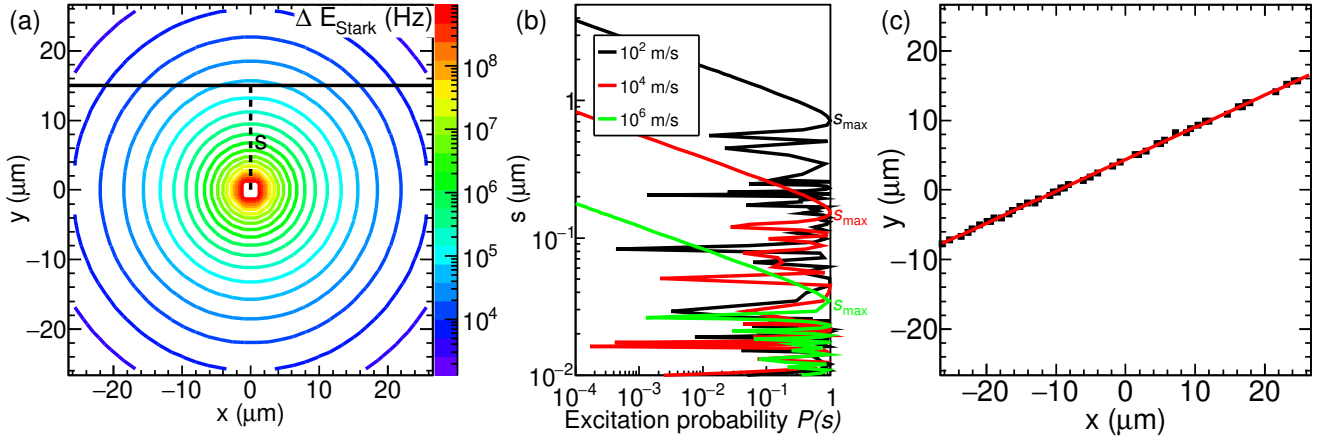 (a)
Δ E_Stark (Hz)
y (μm)
20
10
0
−10
−20
s
−20 −10 0 10 20
x (μm)
10^8
10^7
10^6
10^5
10^4
(b)
s (μm)
1
10^−1
10^−2
10^2 m/s
10^4 m/s
10^6 m/s
s_max
s_max
s_max
10^−4 10^−3 10^−2 10^−1 1
Excitation probability P(s)
(c)
y (μm)
20
10
0
−10
−20
−20 −10 0 10 20
x (μm)